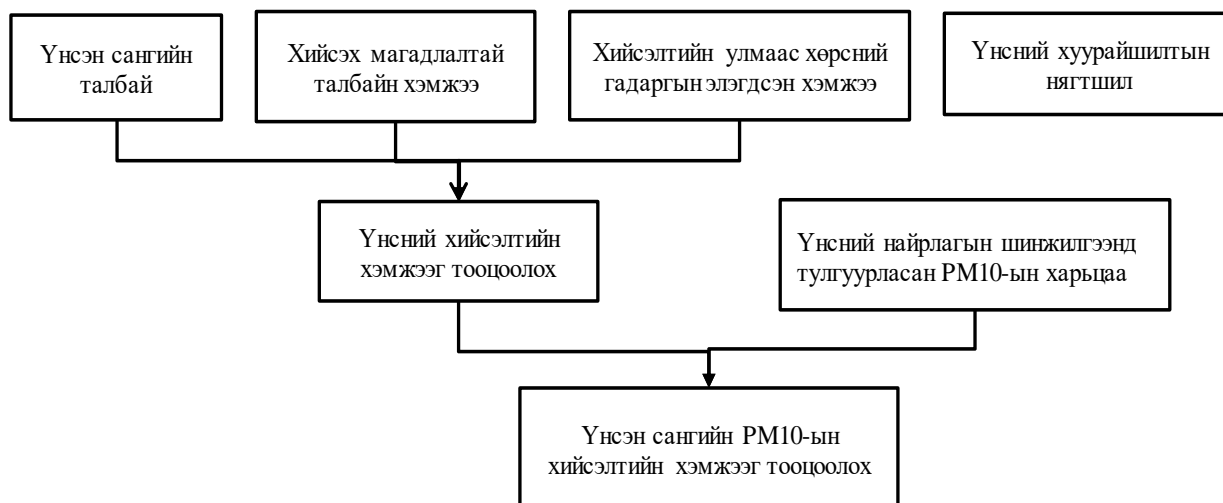 Үнсэн сангийн
талбай
Хийсэх магадлалтай
талбайн хэмжээ
Хийсэлтийн улмаас хөрсний
гадаргын элэгдсэн хэмжээ
Үнсний хуурайшилтын
нягтшил
Үнсний хийсэлтийн
хэмжээг тооцоолох
Үнсний найрлагын шинжилгээнд
тулгуурласан PM10-ын харьцаа
Үнсэн сангийн PM10-ын
хийсэлтийн хэмжээг тооцоолох